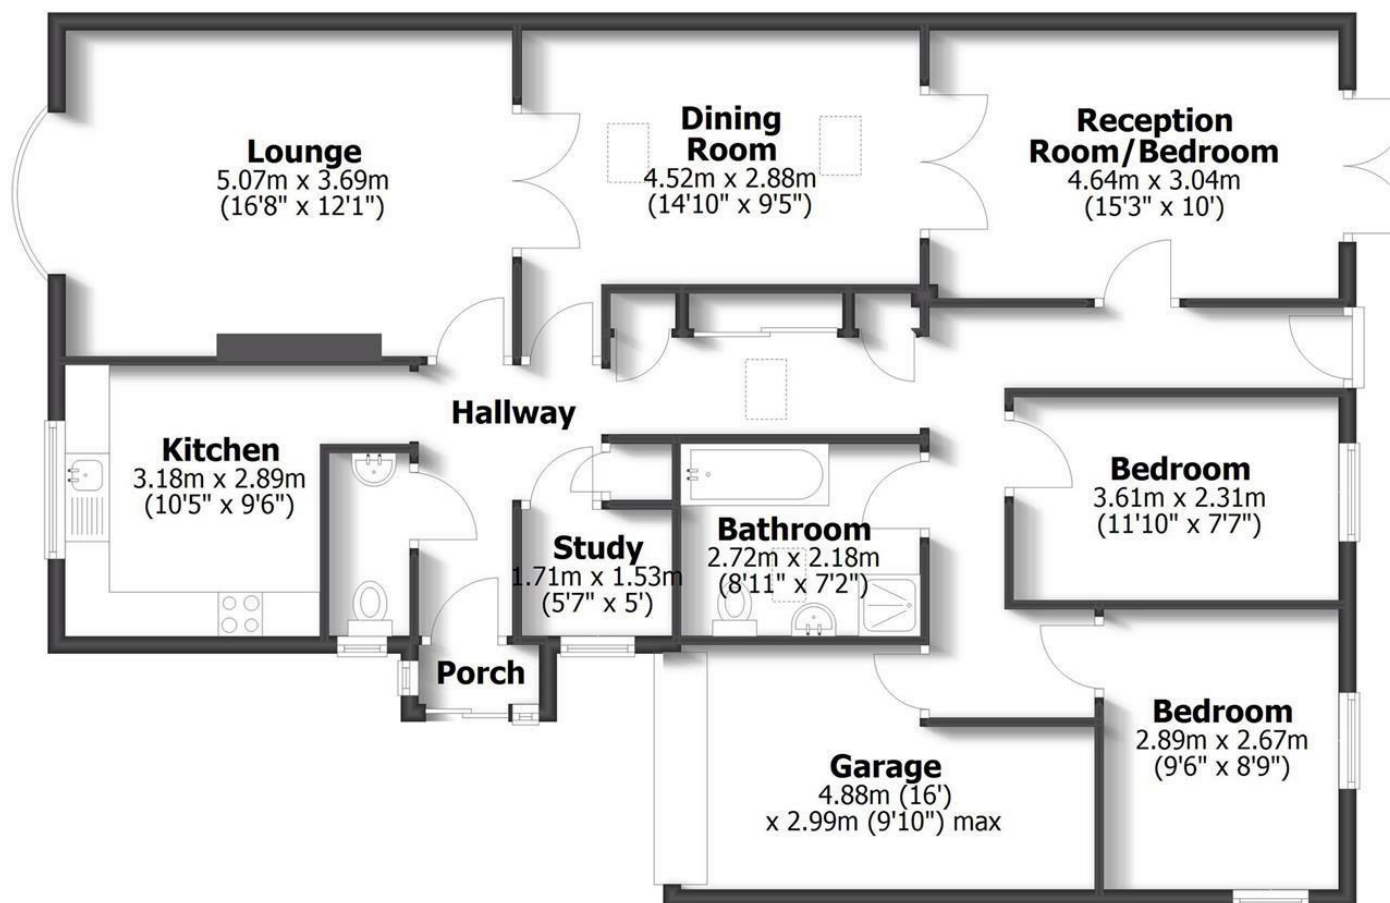 Lounge
5.07m x 3.69m
(16'8" x 12'1")
Dining
Room
4.52m x 2.88m
(14'10" x 9'5")
Reception
Room/Bedroom
4.64m x 3.04m
(15'3" x 10')
Hallway
Kitchen
3.18m x 2.89m
(10'5" x 9'6")
Study
1.71m x 1.53m
(5'7" x 5')
Bathroom
2.72m x 2.18m
(8'11" x 7'2")
Bedroom
3.61m x 2.31m
(11'10" x 7'7")
Porch
Garage
4.88m (16')
x 2.99m (9'10") max
Bedroom
2.89m x 2.67m
(9'6" x 8'9")